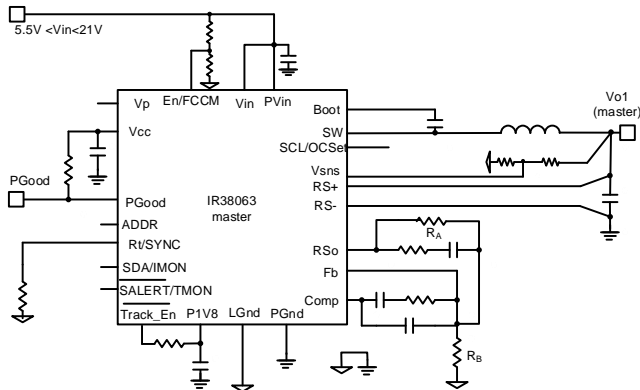 5.5V <Vin<21V
Vp
En/FCCM
Vin
PVin
Boot
Vo1
(master)
Vcc
SW
SCL/OCSet
Vsns
PGood
RS+
PGood
IR38063
master
RS-
ADDR
RA
Rt/SYNC
RSo
SDA/IMON
Fb
SALERT/TMON
Comp
Track_En
P1V8
LGnd
PGnd
RB